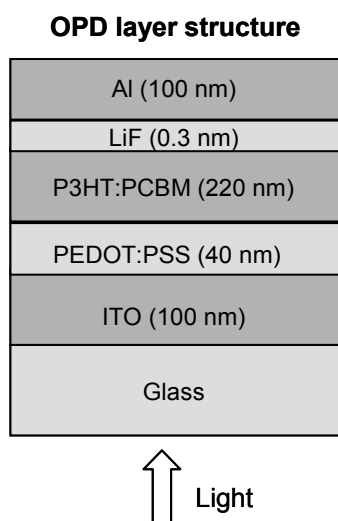 OPD layer structure
Al (100 nm)
LiF (0.3 nm)
P3HT:PCBM (220 nm)
PEDOT:PSS (40 nm)
ITO (100 nm)
Glass
Light